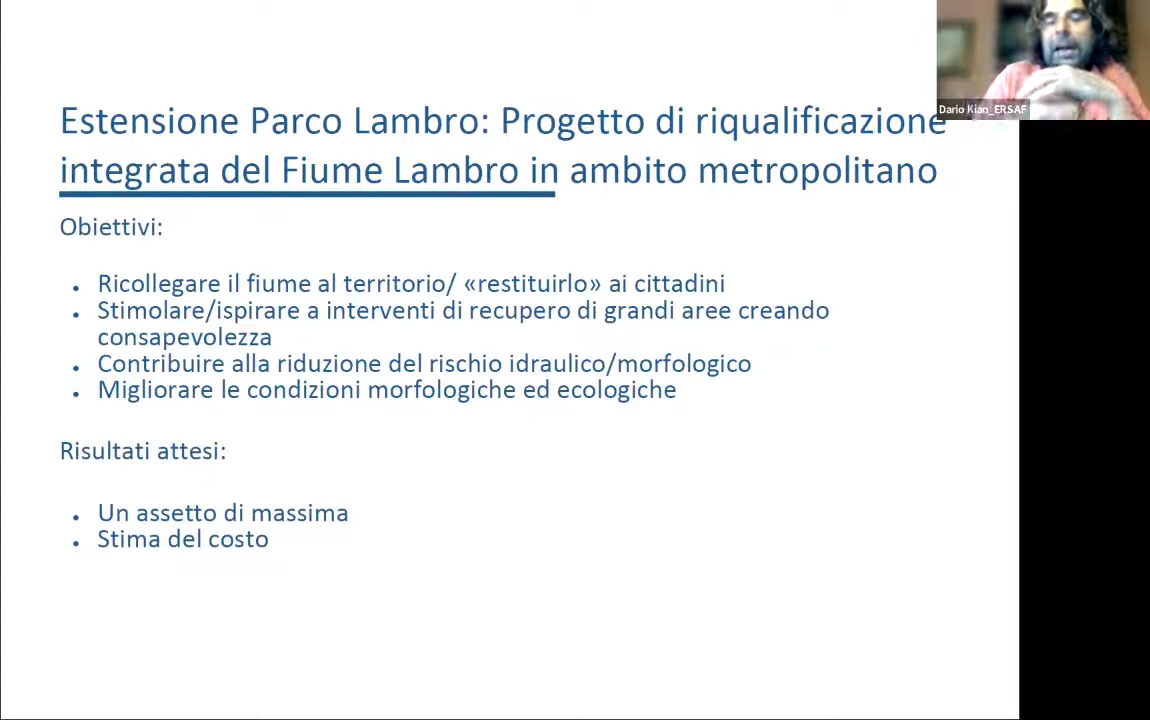 Dario Kian_ERSAF
Estensione Parco Lambro: Progetto di riqualificazione
integrata del Fiume Lambro in ambito metropolitano
Obiettivi:
• Ricollegare il fiume al territorio/ «restituirlo» ai cittadini
• Stimolare/ispirare a interventi di recupero di grandi aree creando
consapevolezza
• Contribuire alla riduzione del rischio idraulico/morfologico
• Migliorare le condizioni morfologiche ed ecologiche
Risultati attesi:
• Un assetto di massima
• Stima del costo